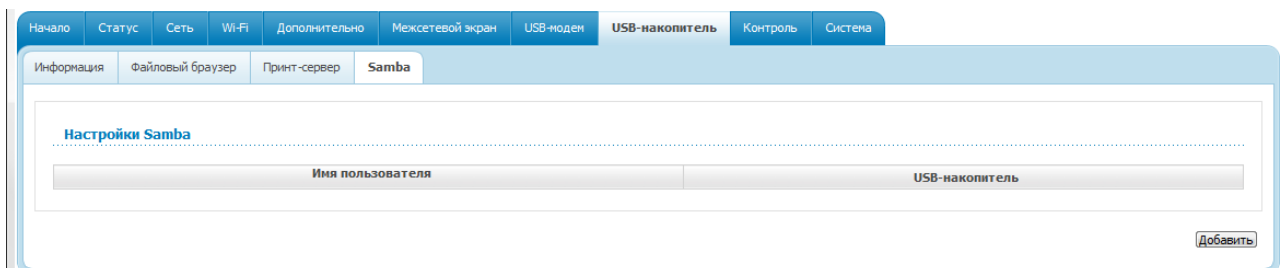 Начало Статус Сеть Wi-Fi Дополнительно Межсетевой экран USB-модем USB-накопитель Контроль Система
Информация Файловый браузер Принт-сервер Samba
Настройки Samba
Имя пользователя USB-накопитель
Добавить